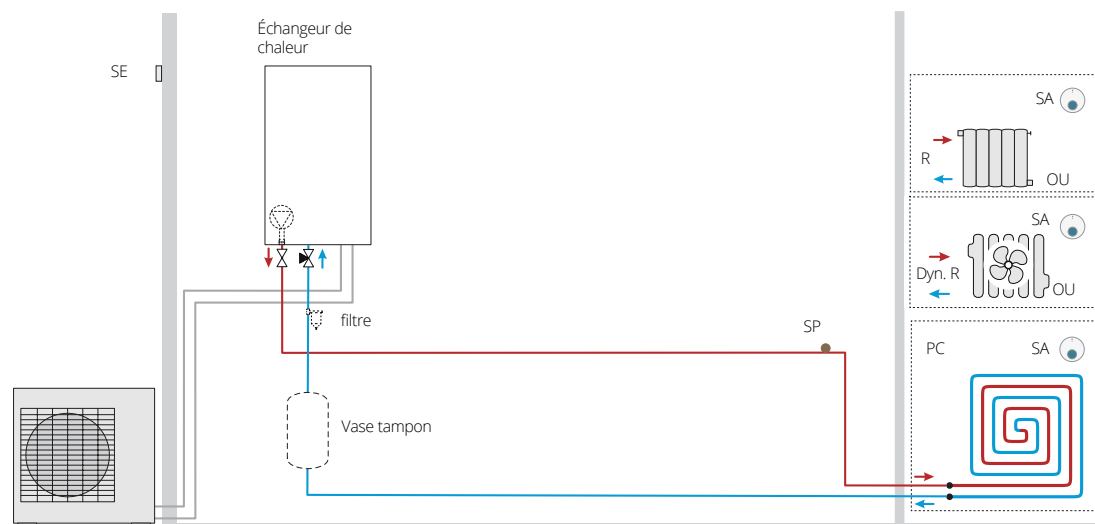 Échangeur de
chaleur
SE
SA
R
OU
SA
Dyn. R
OU
filtre
SP
PC
SA
Vase tampon